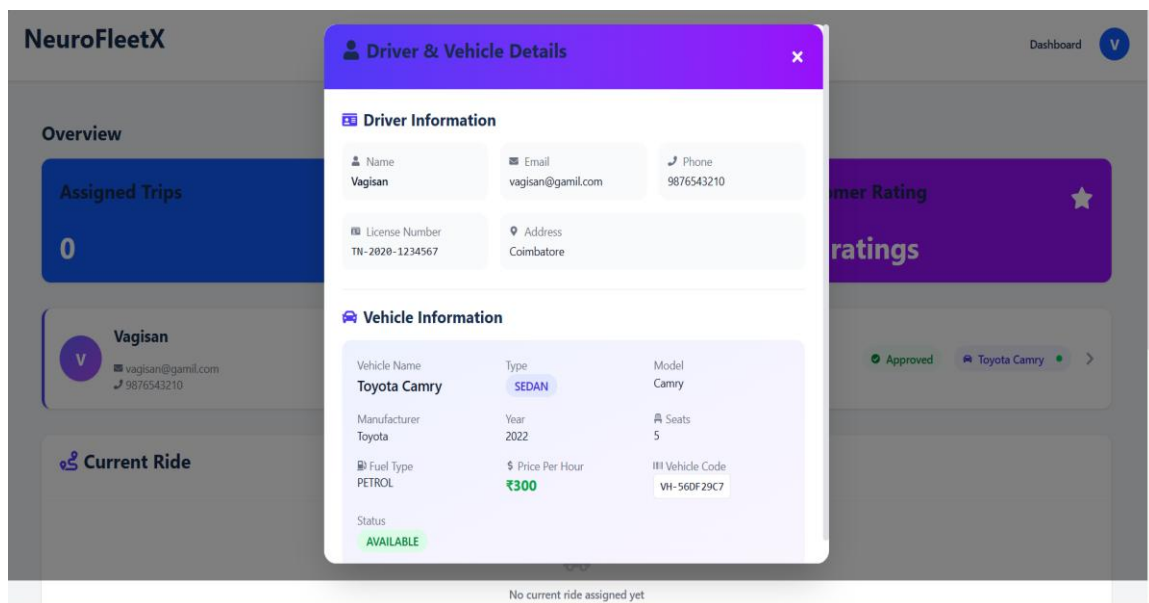 NeuroFleetX
Dashboard
V
Overview
Assigned Trips
0
mer Rating
ratings
Vagisan
V
vagisan@gamil.com
9876543210
Approved
Toyota Camry
Current Ride
No current ride assigned yet
Driver & Vehicle Details
×
Driver Information
Name
Vagisan
Email
vagisan@gamil.com
Phone
9876543210
License Number
TN-2020-1234567
Address
Coimbatore
Vehicle Information
Vehicle Name
Toyota Camry
Type
SEDAN
Model
Camry
Manufacturer
Toyota
Year
2022
Seats
5
Fuel Type
PETROL
$ Price Per Hour
₹300
Vehicle Code
VH-56DF29C7
Status
AVAILABLE